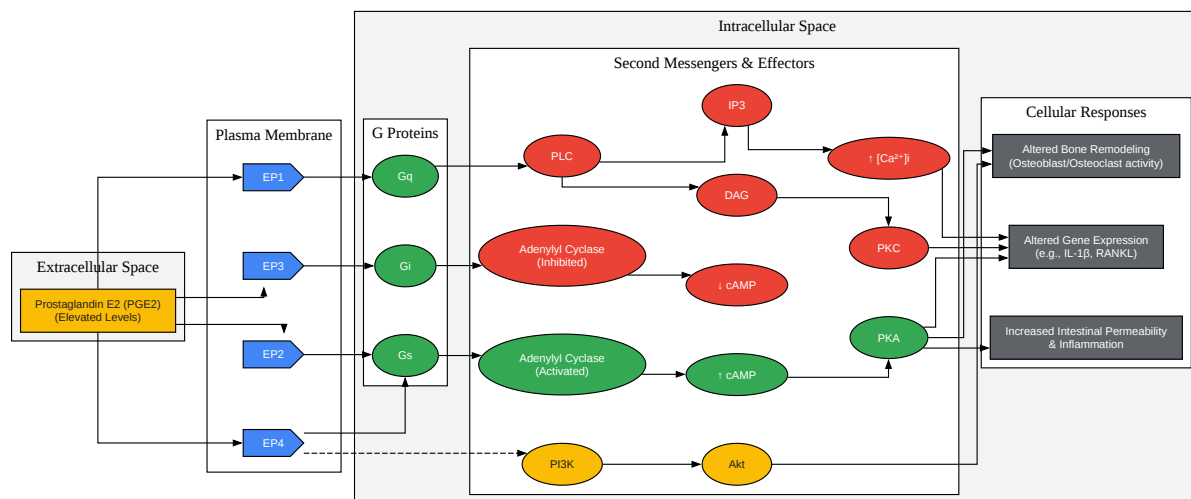 Intracellular Space
Second Messengers & Effectors
IP3
Cellular Responses
Plasma Membrane
G Proteins
Altered Bone Remodeling
(Osteoblast/Osteoclast activity)
PLC
↑ [Ca²⁺]i
EP1
Gq
DAG
Altered Gene Expression
(e.g., IL-1β, RANKL)
PKC
Adenylyl Cyclase
(Inhibited)
EP3
Gi
Extracellular Space
↓ cAMP
Prostaglandin E2 (PGE2)
(Elevated Levels)
Increased Intestinal Permeability
& Inflammation
PKA
EP2
Gs
Adenylyl Cyclase
(Activated)
↑ cAMP
EP4
PI3K
Akt